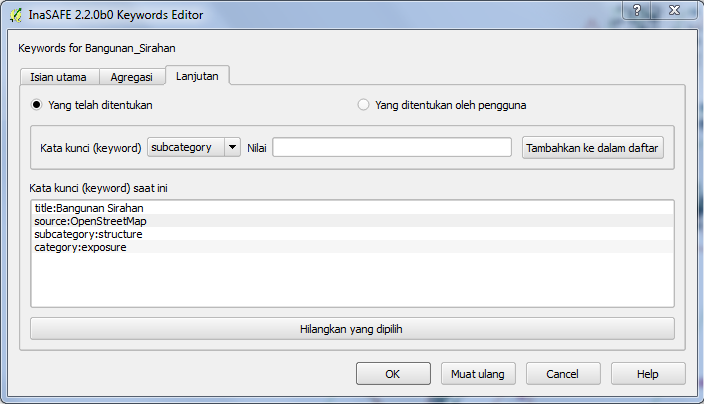 InaSAFE 2.2.0b0 Keywords Editor
Keywords for Bangunan_Sirahan
Isian utama Agregasi Lanjutan
Yang telah ditentukan Yang ditentukan oleh pengguna
Kata kunci (keyword) subcategory Nilai Tambahkan ke dalam daftar
Kata kunci (keyword) saat ini
title:Bangunan Sirahan
source:OpenStreetMap
subcategory:structure
category:exposure
Hilangkan yang dipilih
OK Muat ulang Cancel Help